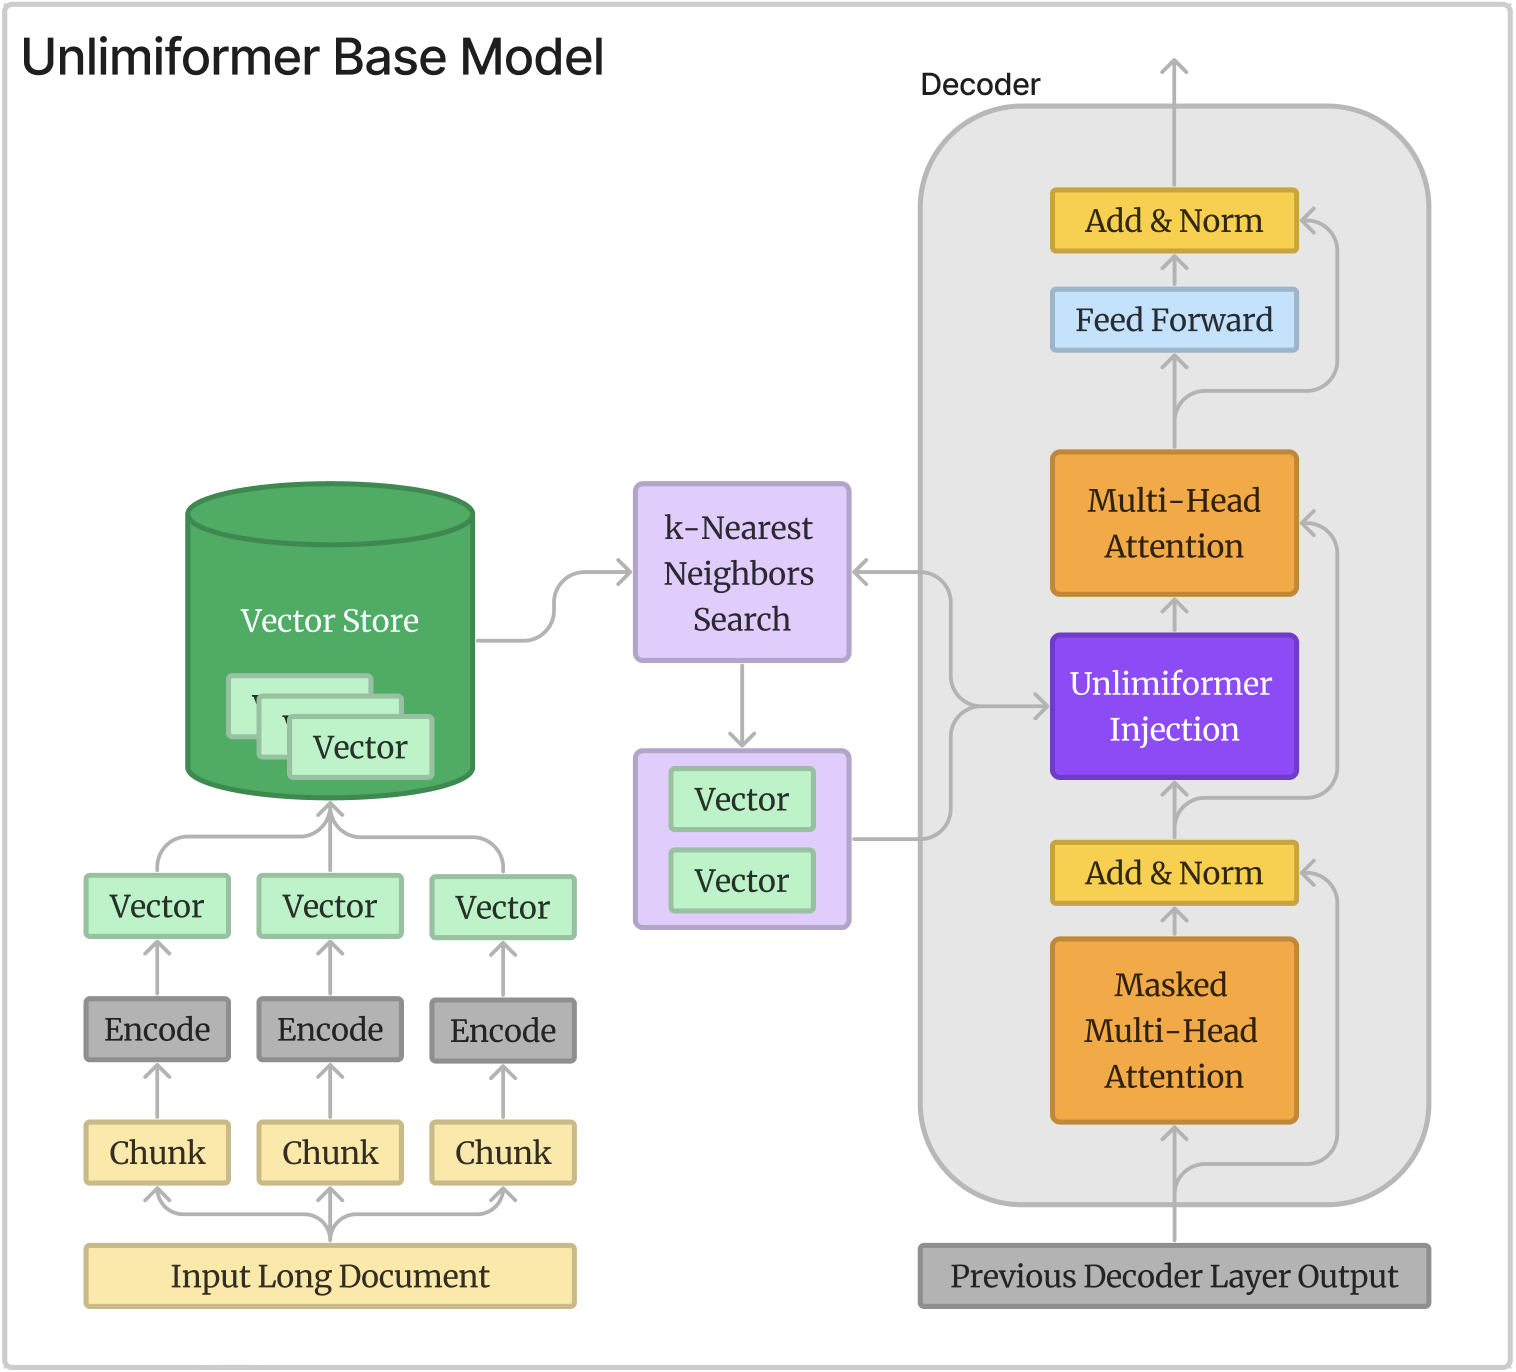 Unlimiformer Base Model
Decoder
Add & Norm
Feed Forward
Multi-Head
Attention
Unlimiformer
Injection
Add & Norm
Masked
Multi-Head
Attention
Previous Decoder Layer Output
k-Nearest
Neighbors
Search
Vector
Vector
Vector Store
Vector
Vector
Vector
Vector
Encode
Encode
Encode
Chunk
Chunk
Chunk
Input Long Document